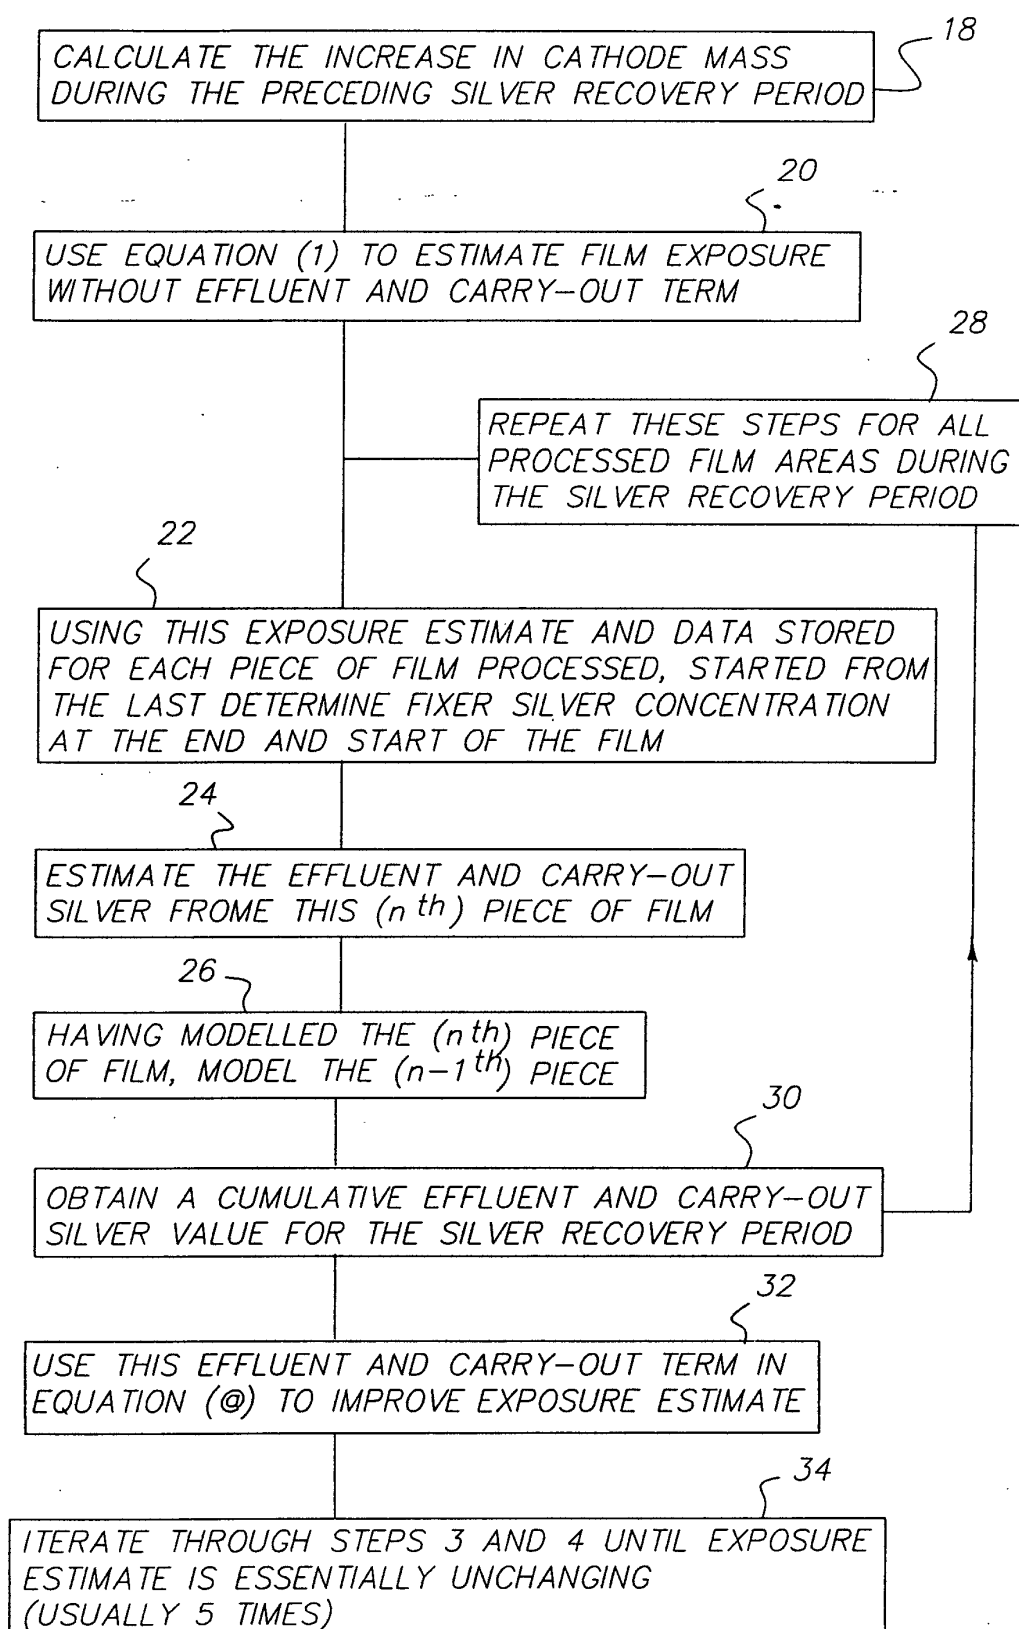 18
CALCULATE THE INCREASE IN CATHODE MASS
DURING THE PRECEDING SILVER RECOVERY PERIOD
20
USE EQUATION (1) TO ESTIMATE FILM EXPOSURE
WITHOUT EFFLUENT AND CARRY-OUT TERM
28
REPEAT THESE STEPS FOR ALL
PROCESSED FILM AREAS DURING
THE SILVER RECOVERY PERIOD
22
USING THIS EXPOSURE ESTIMATE AND DATA STORED
FOR EACH PIECE OF FILM PROCESSED, STARTED FROM
THE LAST DETERMINE FIXER SILVER CONCENTRATION
AT THE END AND START OF THE FILM
24
ESTIMATE THE EFFLUENT AND CARRY-OUT
SILVER FROME THIS (n th) PIECE OF FILM
26
HAVING MODELLED THE (n th) PIECE
OF FILM, MODEL THE (n-1 th) PIECE
30
OBTAIN A CUMULATIVE EFFLUENT AND CARRY-OUT
SILVER VALUE FOR THE SILVER RECOVERY PERIOD
32
USE THIS EFFLUENT AND CARRY-OUT TERM IN
EQUATION (@) TO IMPROVE EXPOSURE ESTIMATE
34
ITERATE THROUGH STEPS 3 AND 4 UNTIL EXPOSURE
ESTIMATE IS ESSENTIALLY UNCHANGING
(USUALLY 5 TIMES)